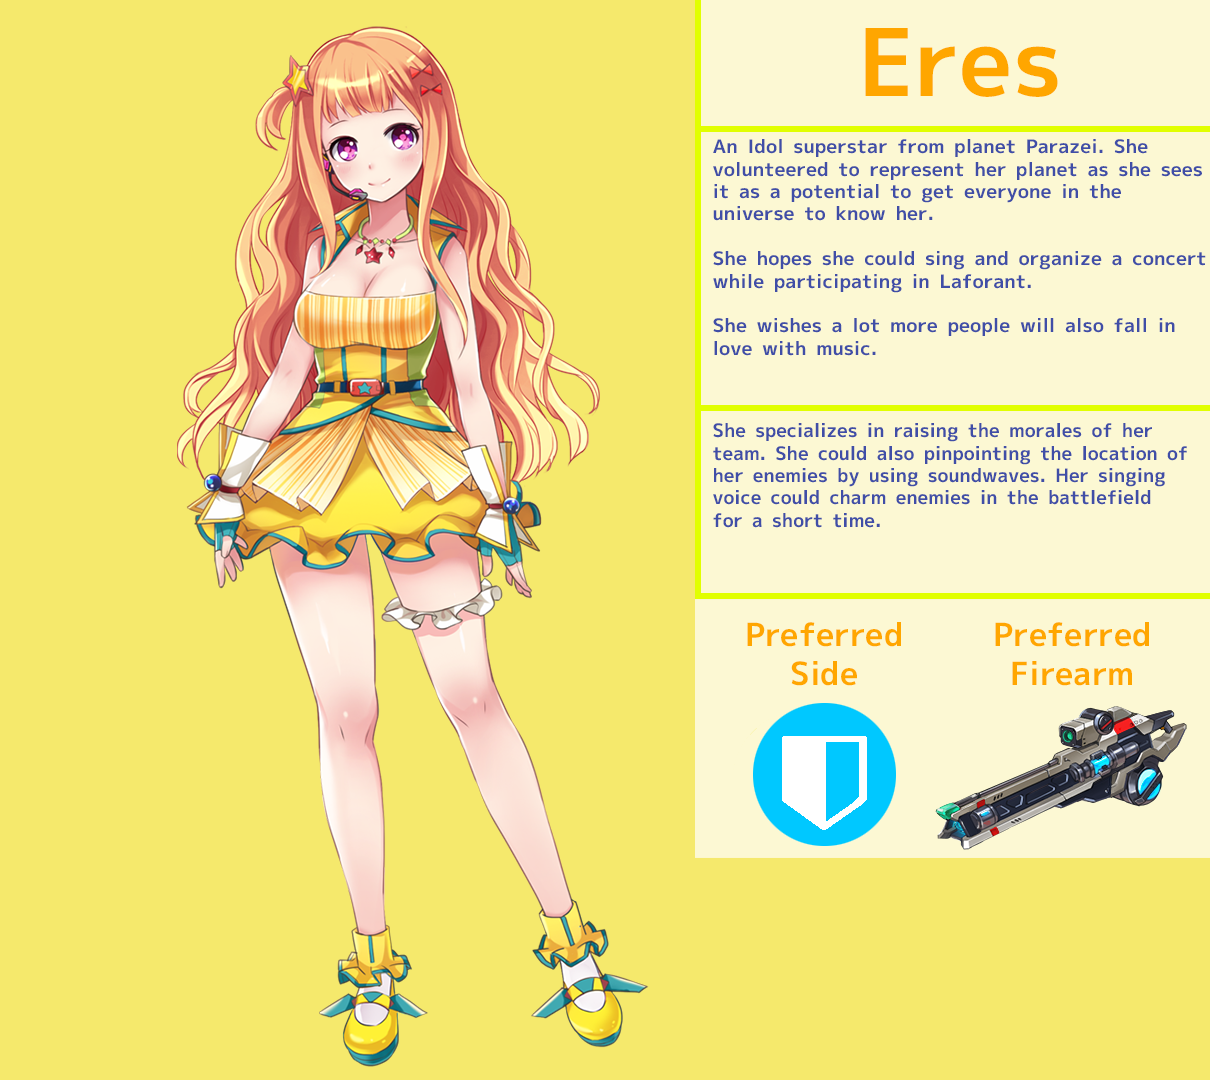 Eres
An Idol superstar from planet Parazei. She
volunteered to represent her planet as she sees
it as a potential to get everyone in the
universe to know her.
She hopes she could sing and organize a concert
while participating in Laforant.
She wishes a lot more people will also fall in
love with music.
She specializes in raising the morales of her
team. She could also pinpointing the location of
her enemies by using soundwaves. Her singing
voice could charm enemies in the battlefield
for a short time.
Preferred
Side
Preferred
Firearm